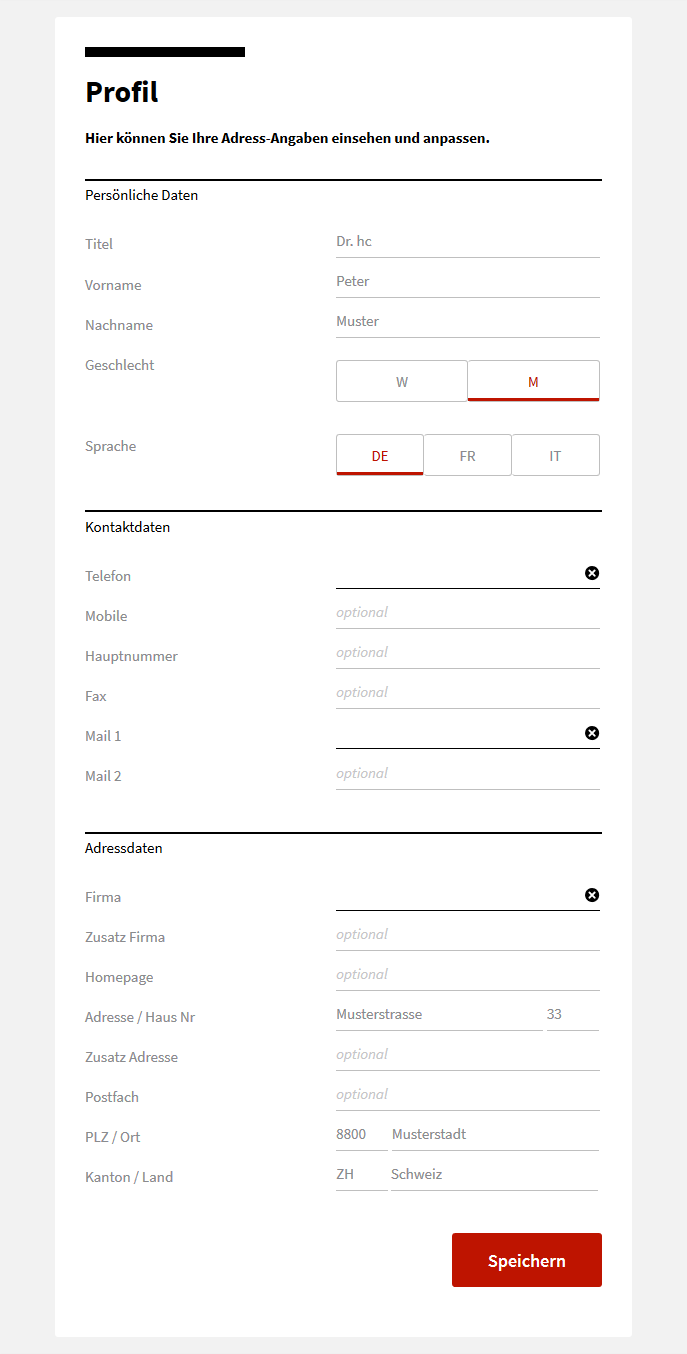 Profil
Hier können Sie Ihre Adress-Angaben einsehen und anpassen.
Persönliche Daten
Titel Dr. hc
Vorname Peter
Nachname Muster
Geschlecht W M
Sprache DE FR IT
Kontaktdaten
Telefon
Mobile optional
Hauptnummer optional
Fax optional
Mail 1
Mail 2 optional
Adressdaten
Firma
Zusatz Firma optional
Homepage optional
Adresse / Haus Nr Musterstrasse 33
Zusatz Adresse optional
Postfach optional
PLZ / Ort 8800 Musterstadt
Kanton / Land ZH Schweiz
Speichern